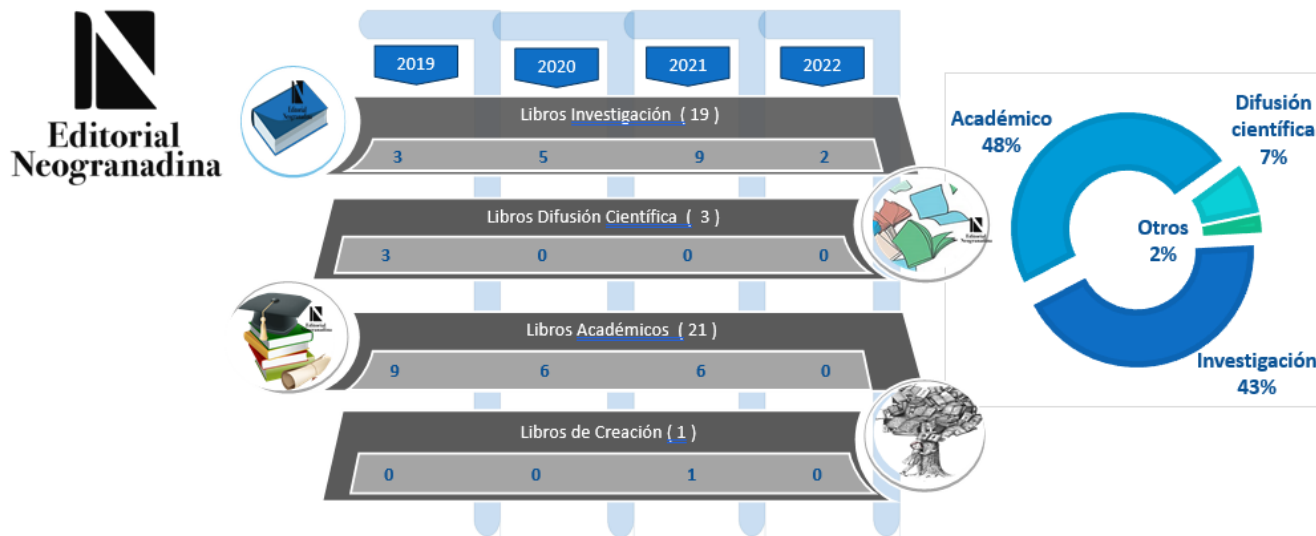 Editorial
Neogranadina
2019 2020 2021 2022
Libros Investigación ( 19 )
3 5 9 2
Libros Difusión Científica ( 3 )
3 0 0 0
Libros Académicos ( 21 )
9 6 6 0
Libros de Creación ( 1 )
0 0 1 0
Académico
48%
Difusión
científica
7%
Otros
2%
Investigación
43%